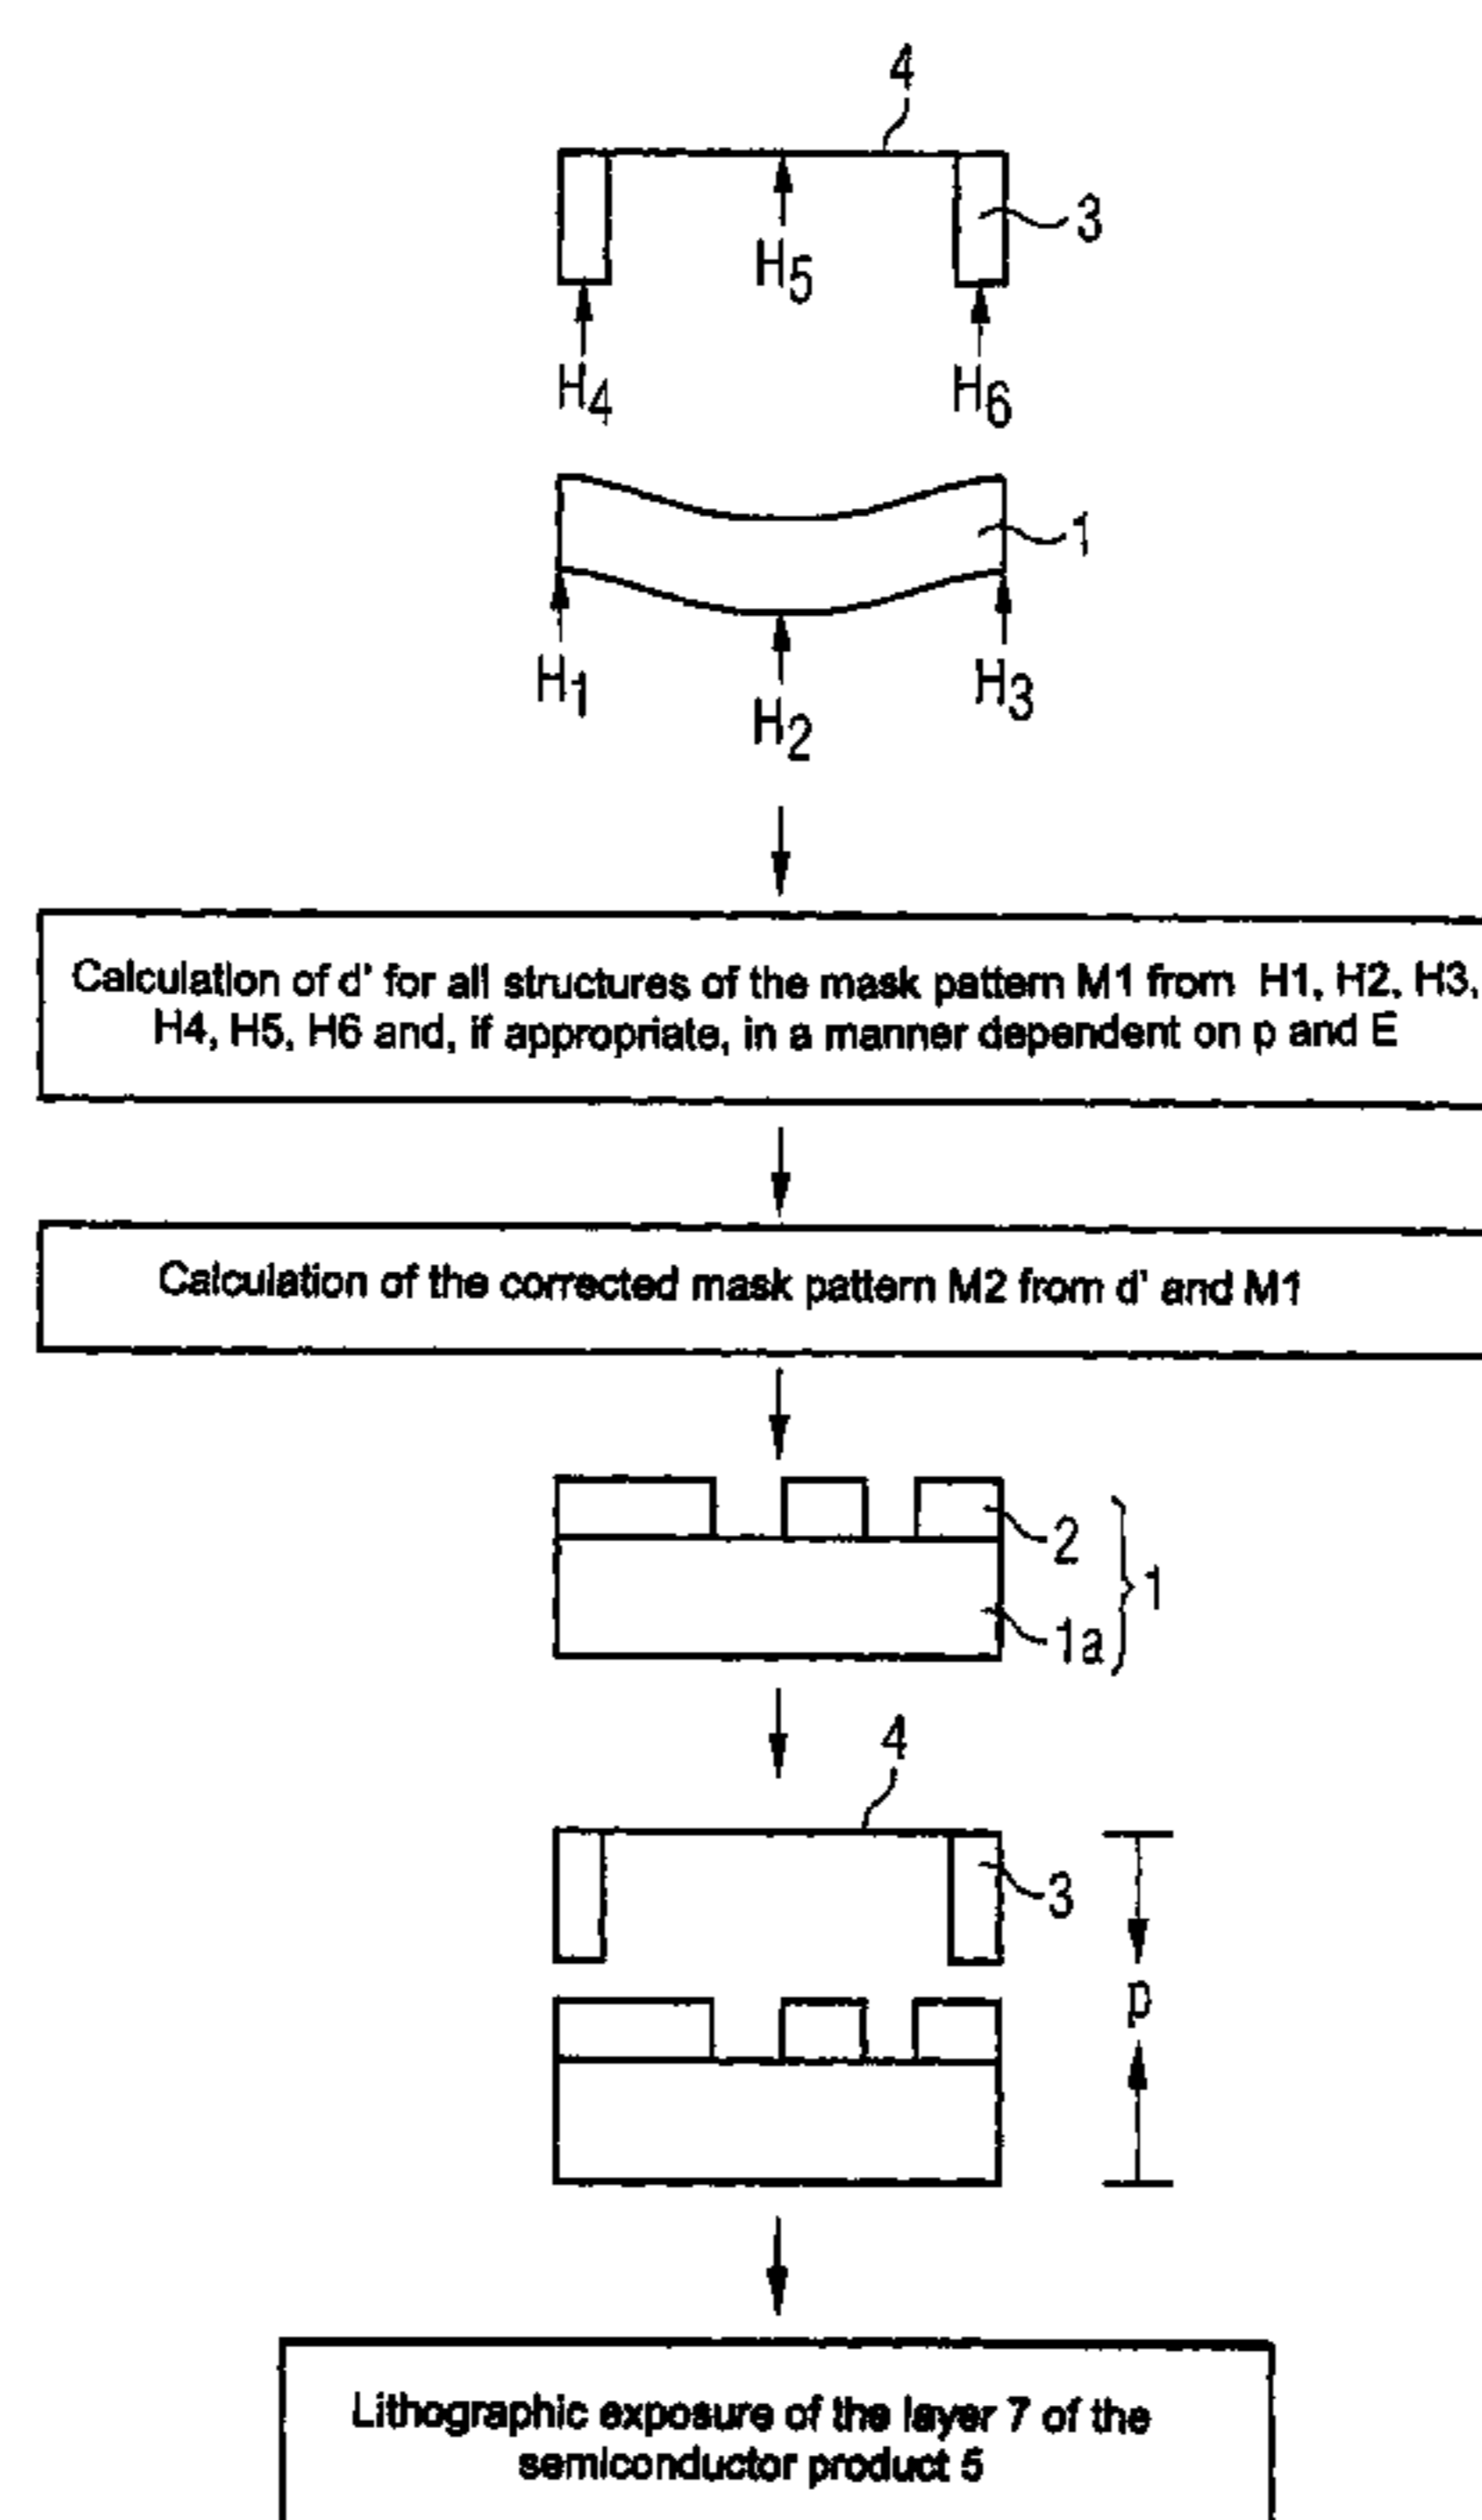 4
3
H5
H4 H6
1
H1 H3
H2
Calculation of d' for all structures of the mask pattern M1 from H1, H2, H3,
H4, H5, H6 and, if appropriate, in a manner dependent on p and E
Calculation of the corrected mask pattern M2 from d' and M1
2
1
1a
4
3
p
Lithographic exposure of the layer 7 of the
semiconductor product 5